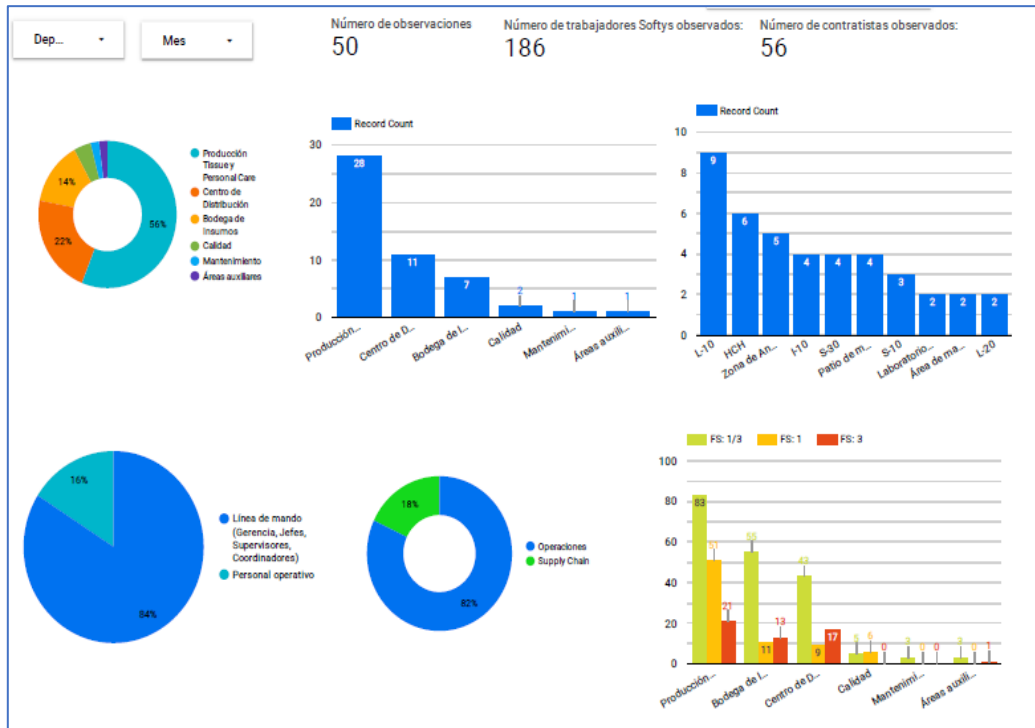 Dep...
Mes
Número de observaciones
50
Número de trabajadores Softys observados:
186
Número de contratistas observados:
56
14%
22%
56%
Producción
Tissue y
Personal Care
Centro de
Distribución
Bodega de
Insumos
Calidad
Mantenimiento
Áreas auxiliares
Record Count
30
20
10
0
28
11
7
2
1
1
Producción...
Centro de D...
Bodega de I...
Calidad
Mantenimi...
Áreas auxili...
Record Count
10
8
6
4
2
0
9
6
5
4
4
4
3
2
2
2
L-10
HCH
Zona de An...
I-10
S-30
Patio de m...
S-10
Laboratorio...
Área de ma...
L-20
16%
84%
Línea de mando
(Gerencia, Jefes,
Supervisores,
Coordinadores)
Personal operativo
18%
82%
Operaciones
Supply Chain
FS: 1/3 FS: 1 FS: 3
100
80
60
40
20
0
83
51
21
55
11
13
43
9
17
5
6
0
3
0
0
3
0
1
Producción...
Bodega de I...
Centro de D...
Calidad
Mantenimi...
Áreas auxili...